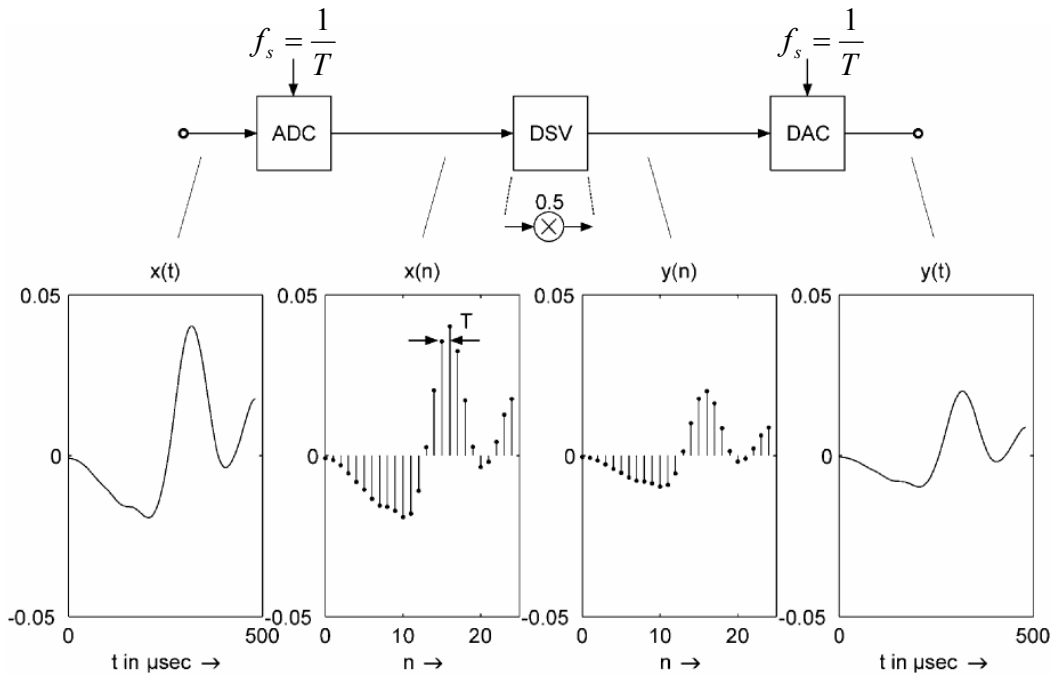 f_s = 1/T
f_s = 1/T
ADC
DSV
DAC
0.5
x(t)
x(n)
y(n)
y(t)
0.05
0
-0.05
0
500
t in µsec →
0.05
0
-0.05
T
0
10
20
n →
0.05
0
-0.05
0
10
20
n →
0.05
0
-0.05
0
500
t in µsec →